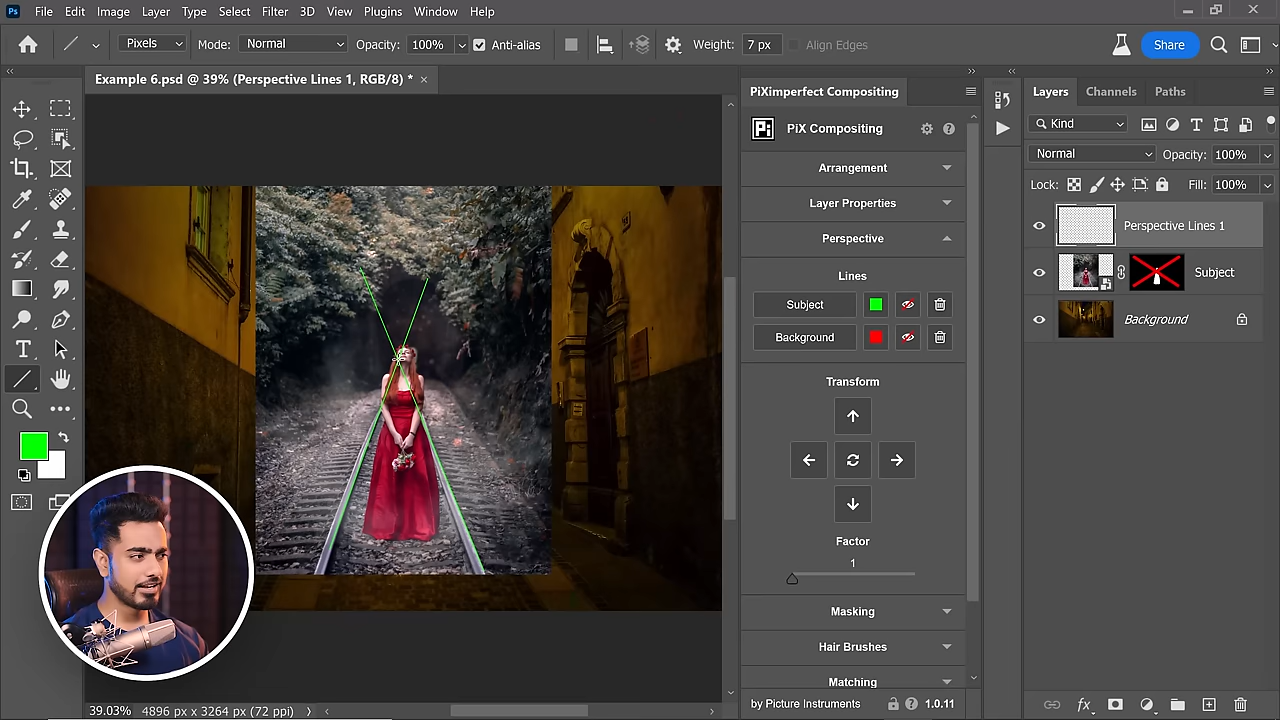 Ps File Edit Image Layer Type Select Filter 3D View Plugins Window Help
Pixels Mode: Normal Opacity: 100% Anti-alias Weight: 7 px Align Edges Share
Example 6.psd @ 39% (Perspective Lines 1, RGB/8) * ×
PiXimperfect Compositing
Pi PiX Compositing
Arrangement
Layer Properties
Perspective
Lines
Subject
Background
Transform
Factor
1
Masking
Hair Brushes
Matching
by Picture Instruments 1.0.11
Layers Channels Paths
Kind
Normal Opacity: 100%
Lock: Fill: 100%
Perspective Lines 1
Subject
Background
fx
39.03% 4896 px x 3264 px (72 ppi)